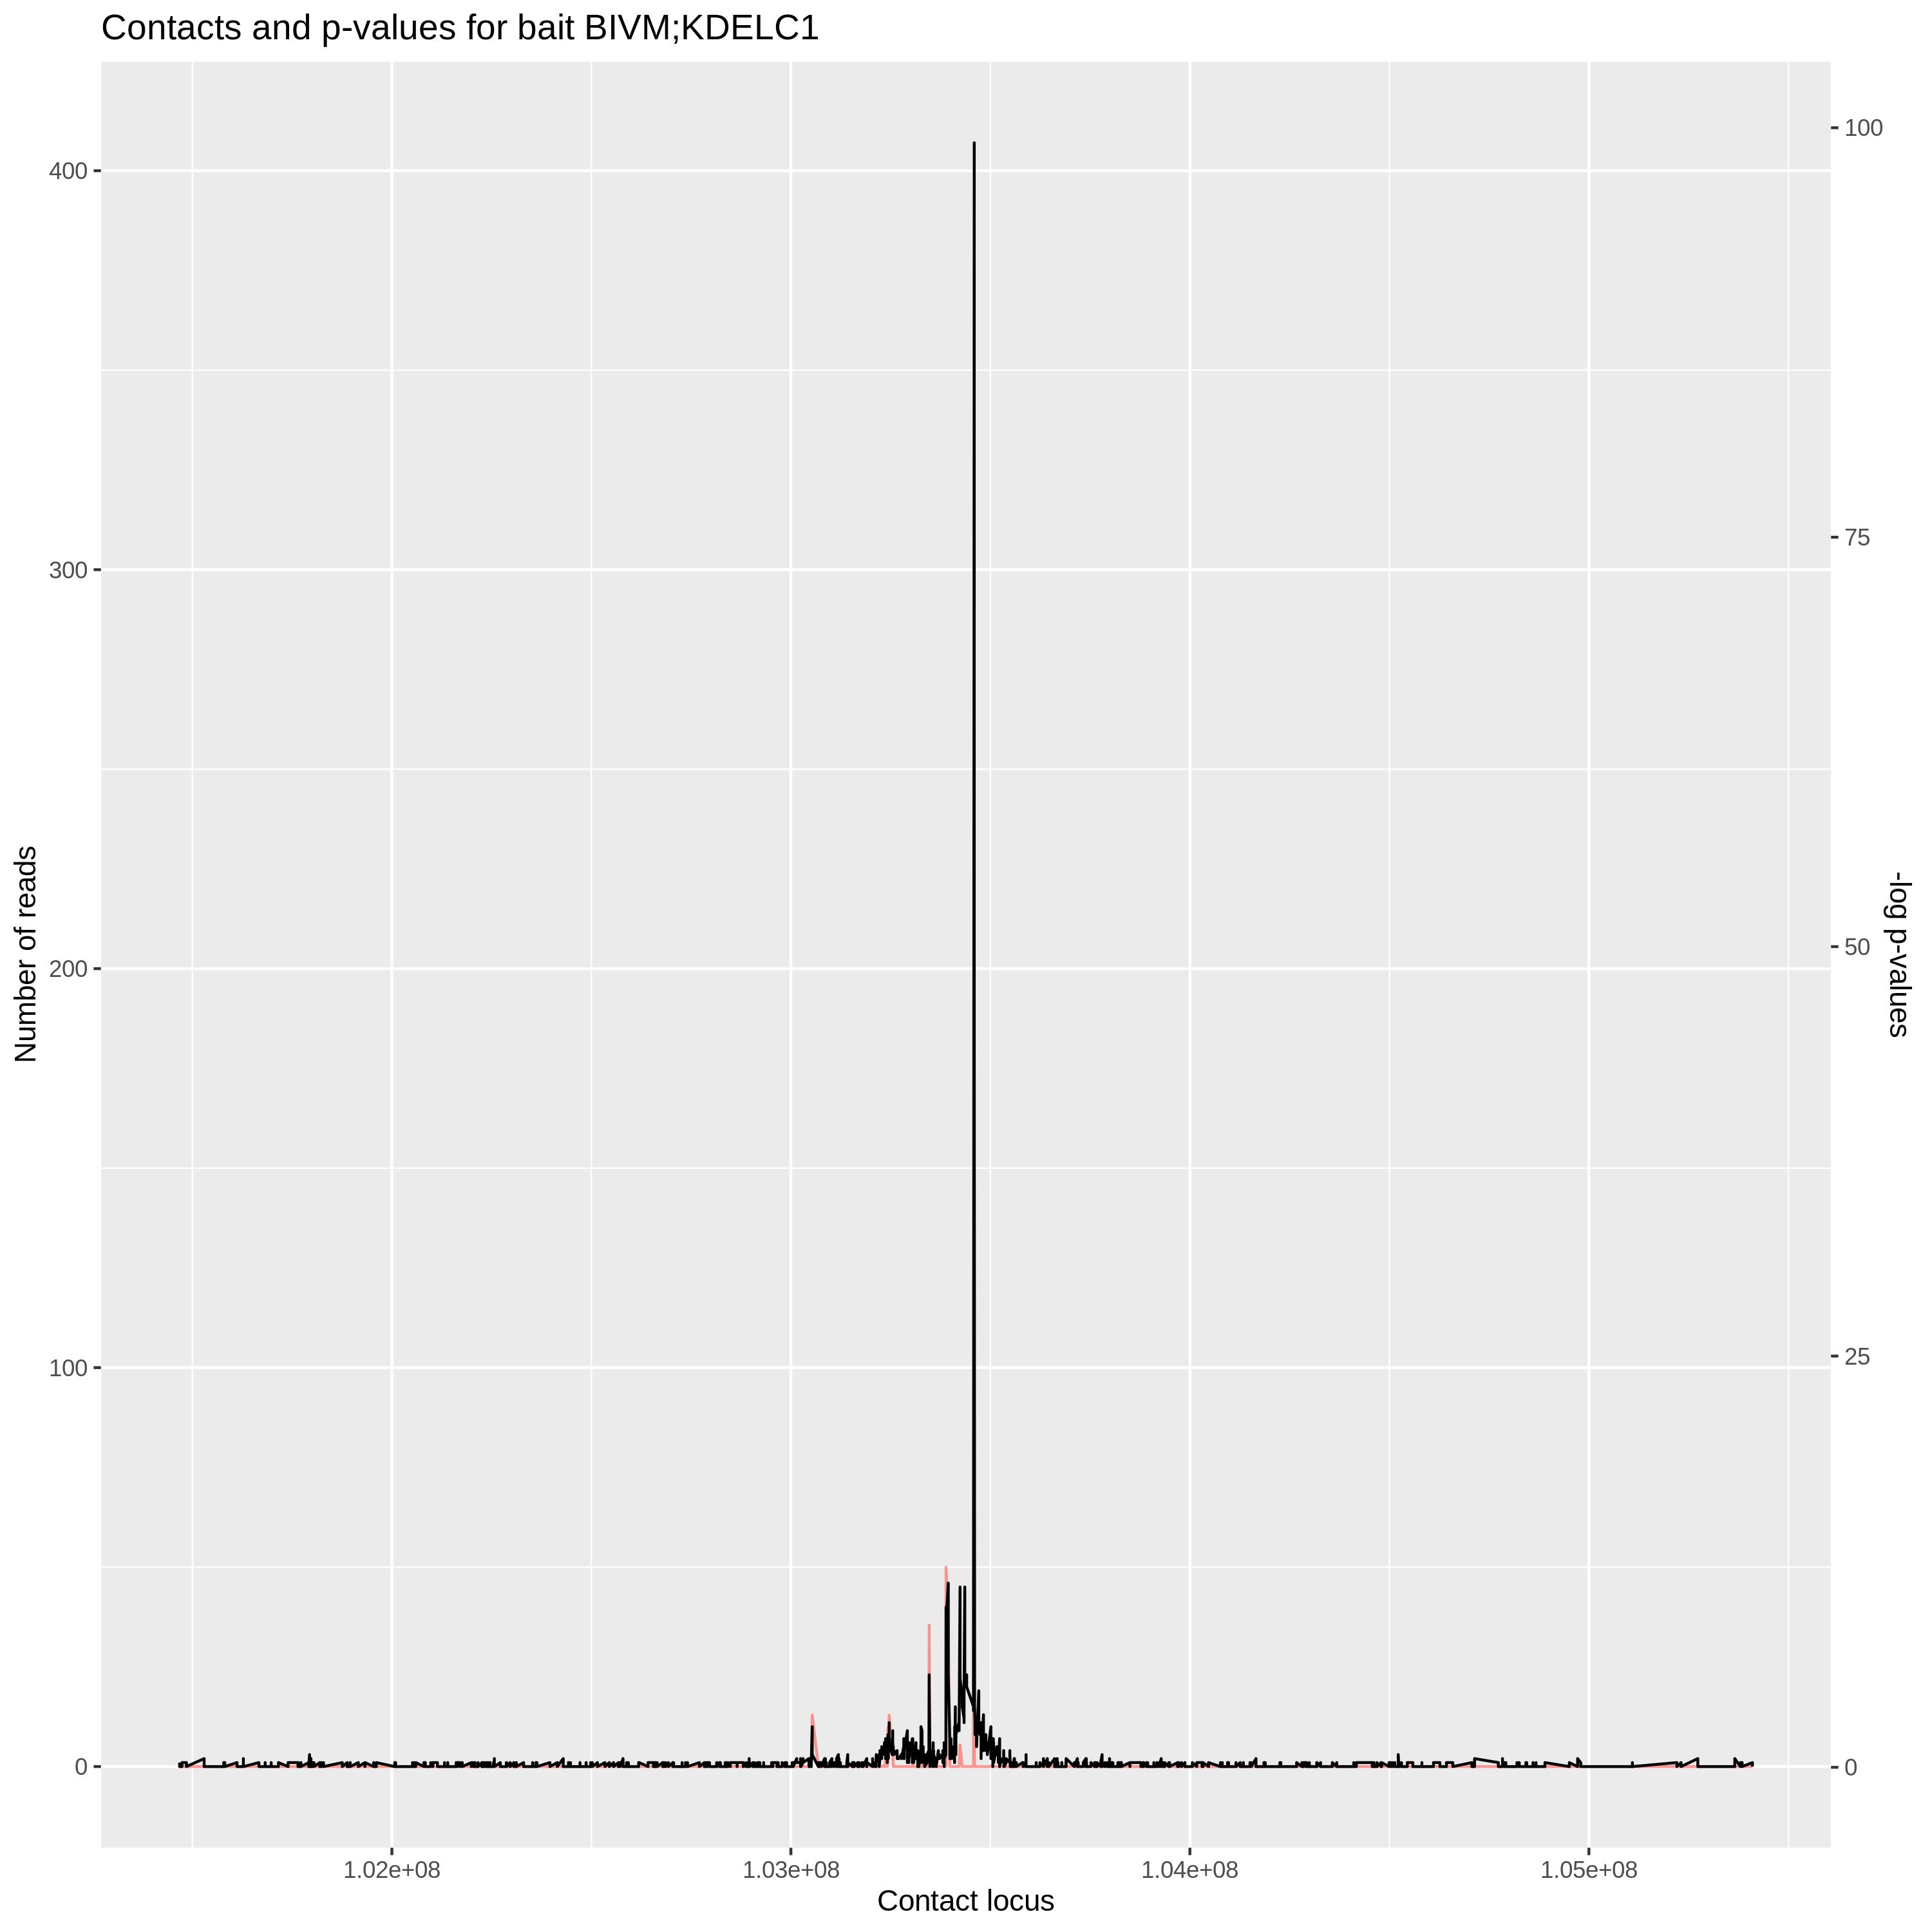 Contacts and p-values for bait BIVM;KDELC1
400
300
200
100
0
Number of reads
100
75
50
25
0
-log p-values
1.02e+08
1.03e+08
1.04e+08
1.05e+08
Contact locus